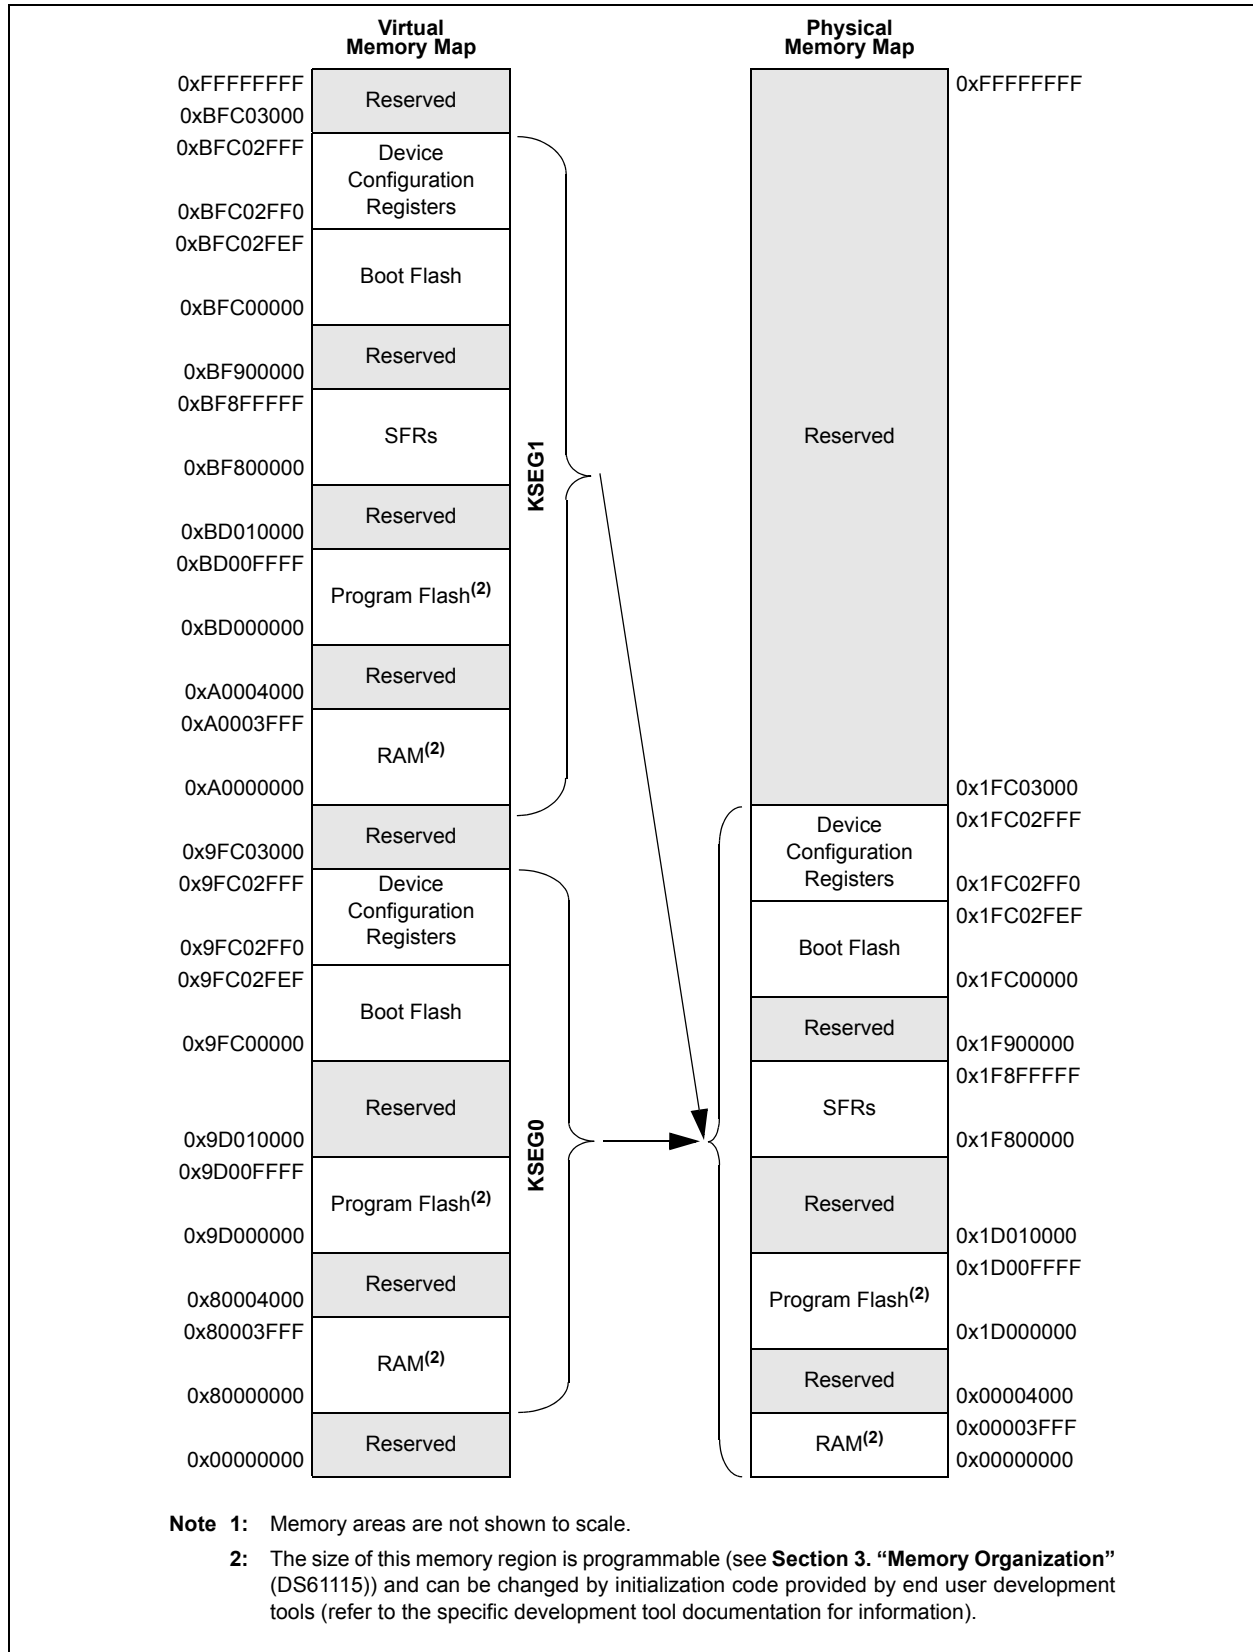 Virtual
Memory Map
0xFFFFFFFF
Reserved
0xBFC03000
0xBFC02FFF
Device
Configuration
Registers
0xBFC02FF0
0xBFC02FEF
Boot Flash
0xBFC00000
Reserved
0xBF900000
0xBF8FFFFF
SFRs
0xBF800000
Reserved
0xBD010000
0xBD00FFFF
Program Flash(2)
0xBD000000
Reserved
0xA0004000
0xA0003FFF
RAM(2)
0xA0000000
Reserved
0x9FC03000
0x9FC02FFF
Device
Configuration
Registers
0x9FC02FF0
0x9FC02FEF
Boot Flash
0x9FC00000
Reserved
0x9D010000
0x9D00FFFF
Program Flash(2)
0x9D000000
Reserved
0x80004000
0x80003FFF
RAM(2)
0x80000000
Reserved
0x00000000
KSEG1
KSEG0
Physical
Memory Map
0xFFFFFFFF
Reserved
0x1FC03000
0x1FC02FFF
Device
Configuration
Registers
0x1FC02FF0
0x1FC02FEF
Boot Flash
0x1FC00000
Reserved
0x1F900000
0x1F8FFFFF
SFRs
0x1F800000
Reserved
0x1D010000
0x1D00FFFF
Program Flash(2)
0x1D000000
Reserved
0x00004000
0x00003FFF
RAM(2)
0x00000000
Note 1: Memory areas are not shown to scale.
2: The size of this memory region is programmable (see Section 3. “Memory Organization”
(DS61115)) and can be changed by initialization code provided by end user development
tools (refer to the specific development tool documentation for information).